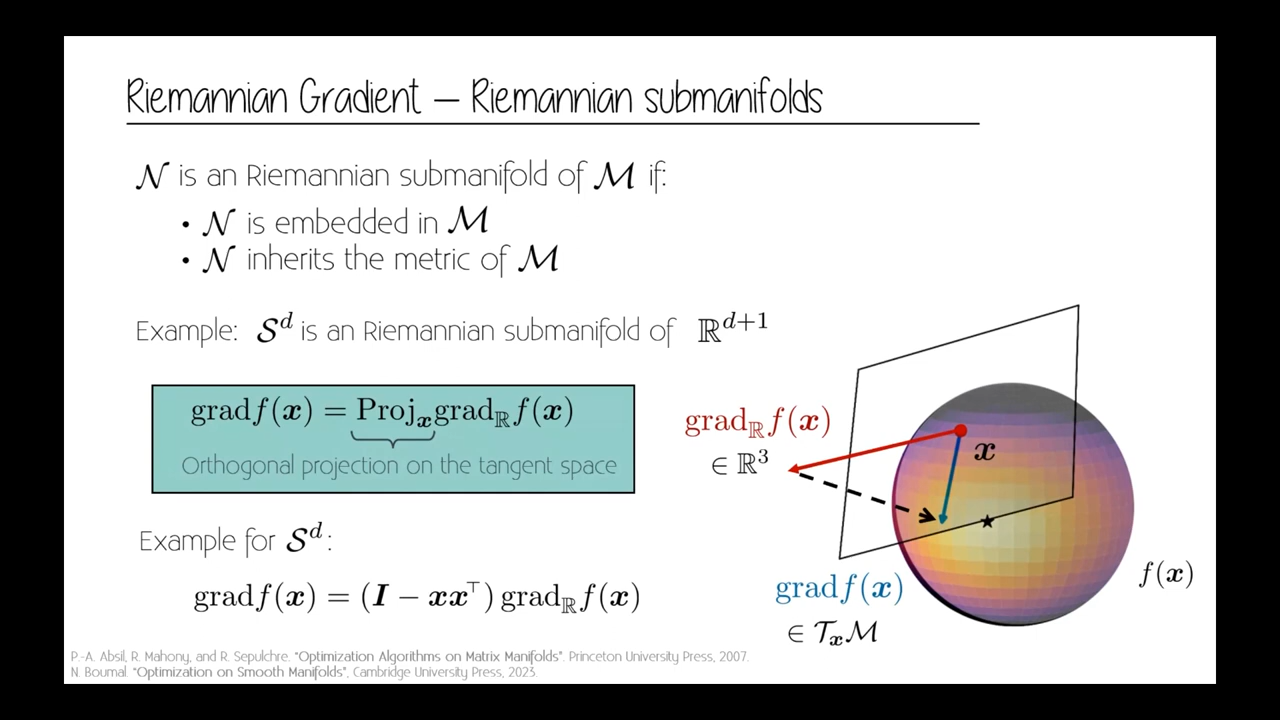 Riemannian Gradient – Riemannian submanifolds
𝒩 is an Riemannian submanifold of ℳ if:
• 𝒩 is embedded in ℳ
• 𝒩 inherits the metric of ℳ
Example: 𝒮^d is an Riemannian submanifold of ℝ^{d+1}
gradf(𝒙) = Proj_𝒙 grad_ℝ f(𝒙)
Orthogonal projection on the tangent space
Example for 𝒮^d:
gradf(𝒙) = (𝑰 − 𝒙𝒙^⊤) grad_ℝ f(𝒙)
grad_ℝ f(𝒙)
∈ ℝ^3
𝒙
gradf(𝒙)
∈ 𝒯_𝒙ℳ
f(𝒙)
P.-A. Absil, R. Mahony, and R. Sepulchre. "Optimization Algorithms on Matrix Manifolds". Princeton University Press, 2007.
N. Boumal. "Optimization on Smooth Manifolds", Cambridge University Press, 2023.